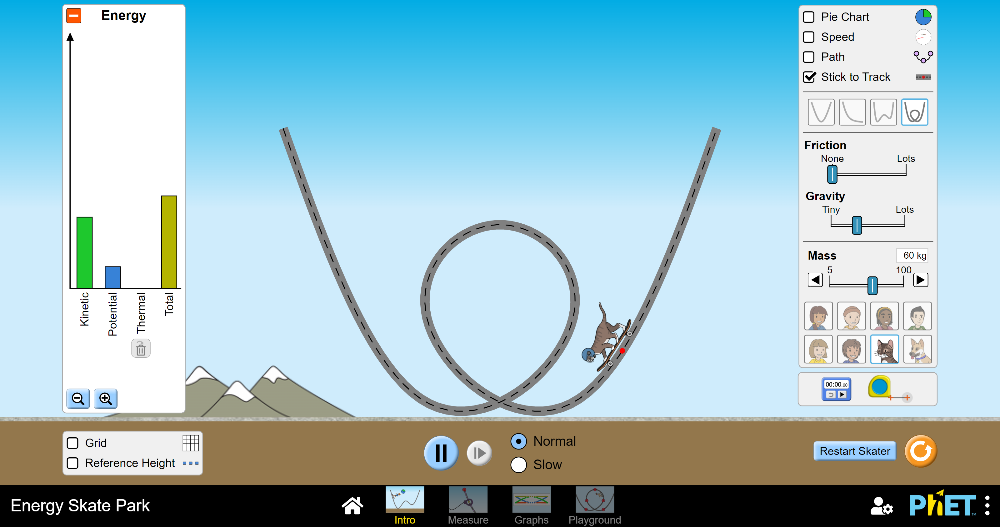 Energy
Kinetic
Potential
Thermal
Total
Pie Chart
Speed
Speed
Path
Stick to Track
Friction
None Lots
Gravity
Tiny Lots
Mass 60 kg
5 100
00:00.00
Grid
Reference Height
Normal
Slow
Restart Skater
Energy Skate Park
Intro Measure Graphs Playground
PhET™